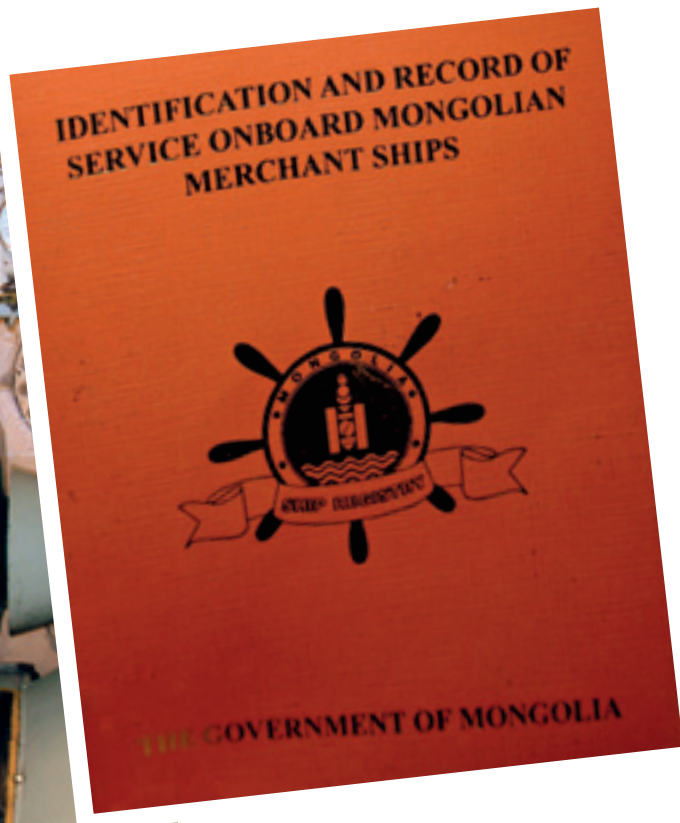 IDENTIFICATION AND RECORD OF
SERVICE ONBOARD MONGOLIAN
MERCHANT SHIPS
MONGOLIA
SHIP REGISTRY
THE GOVERNMENT OF MONGOLIA